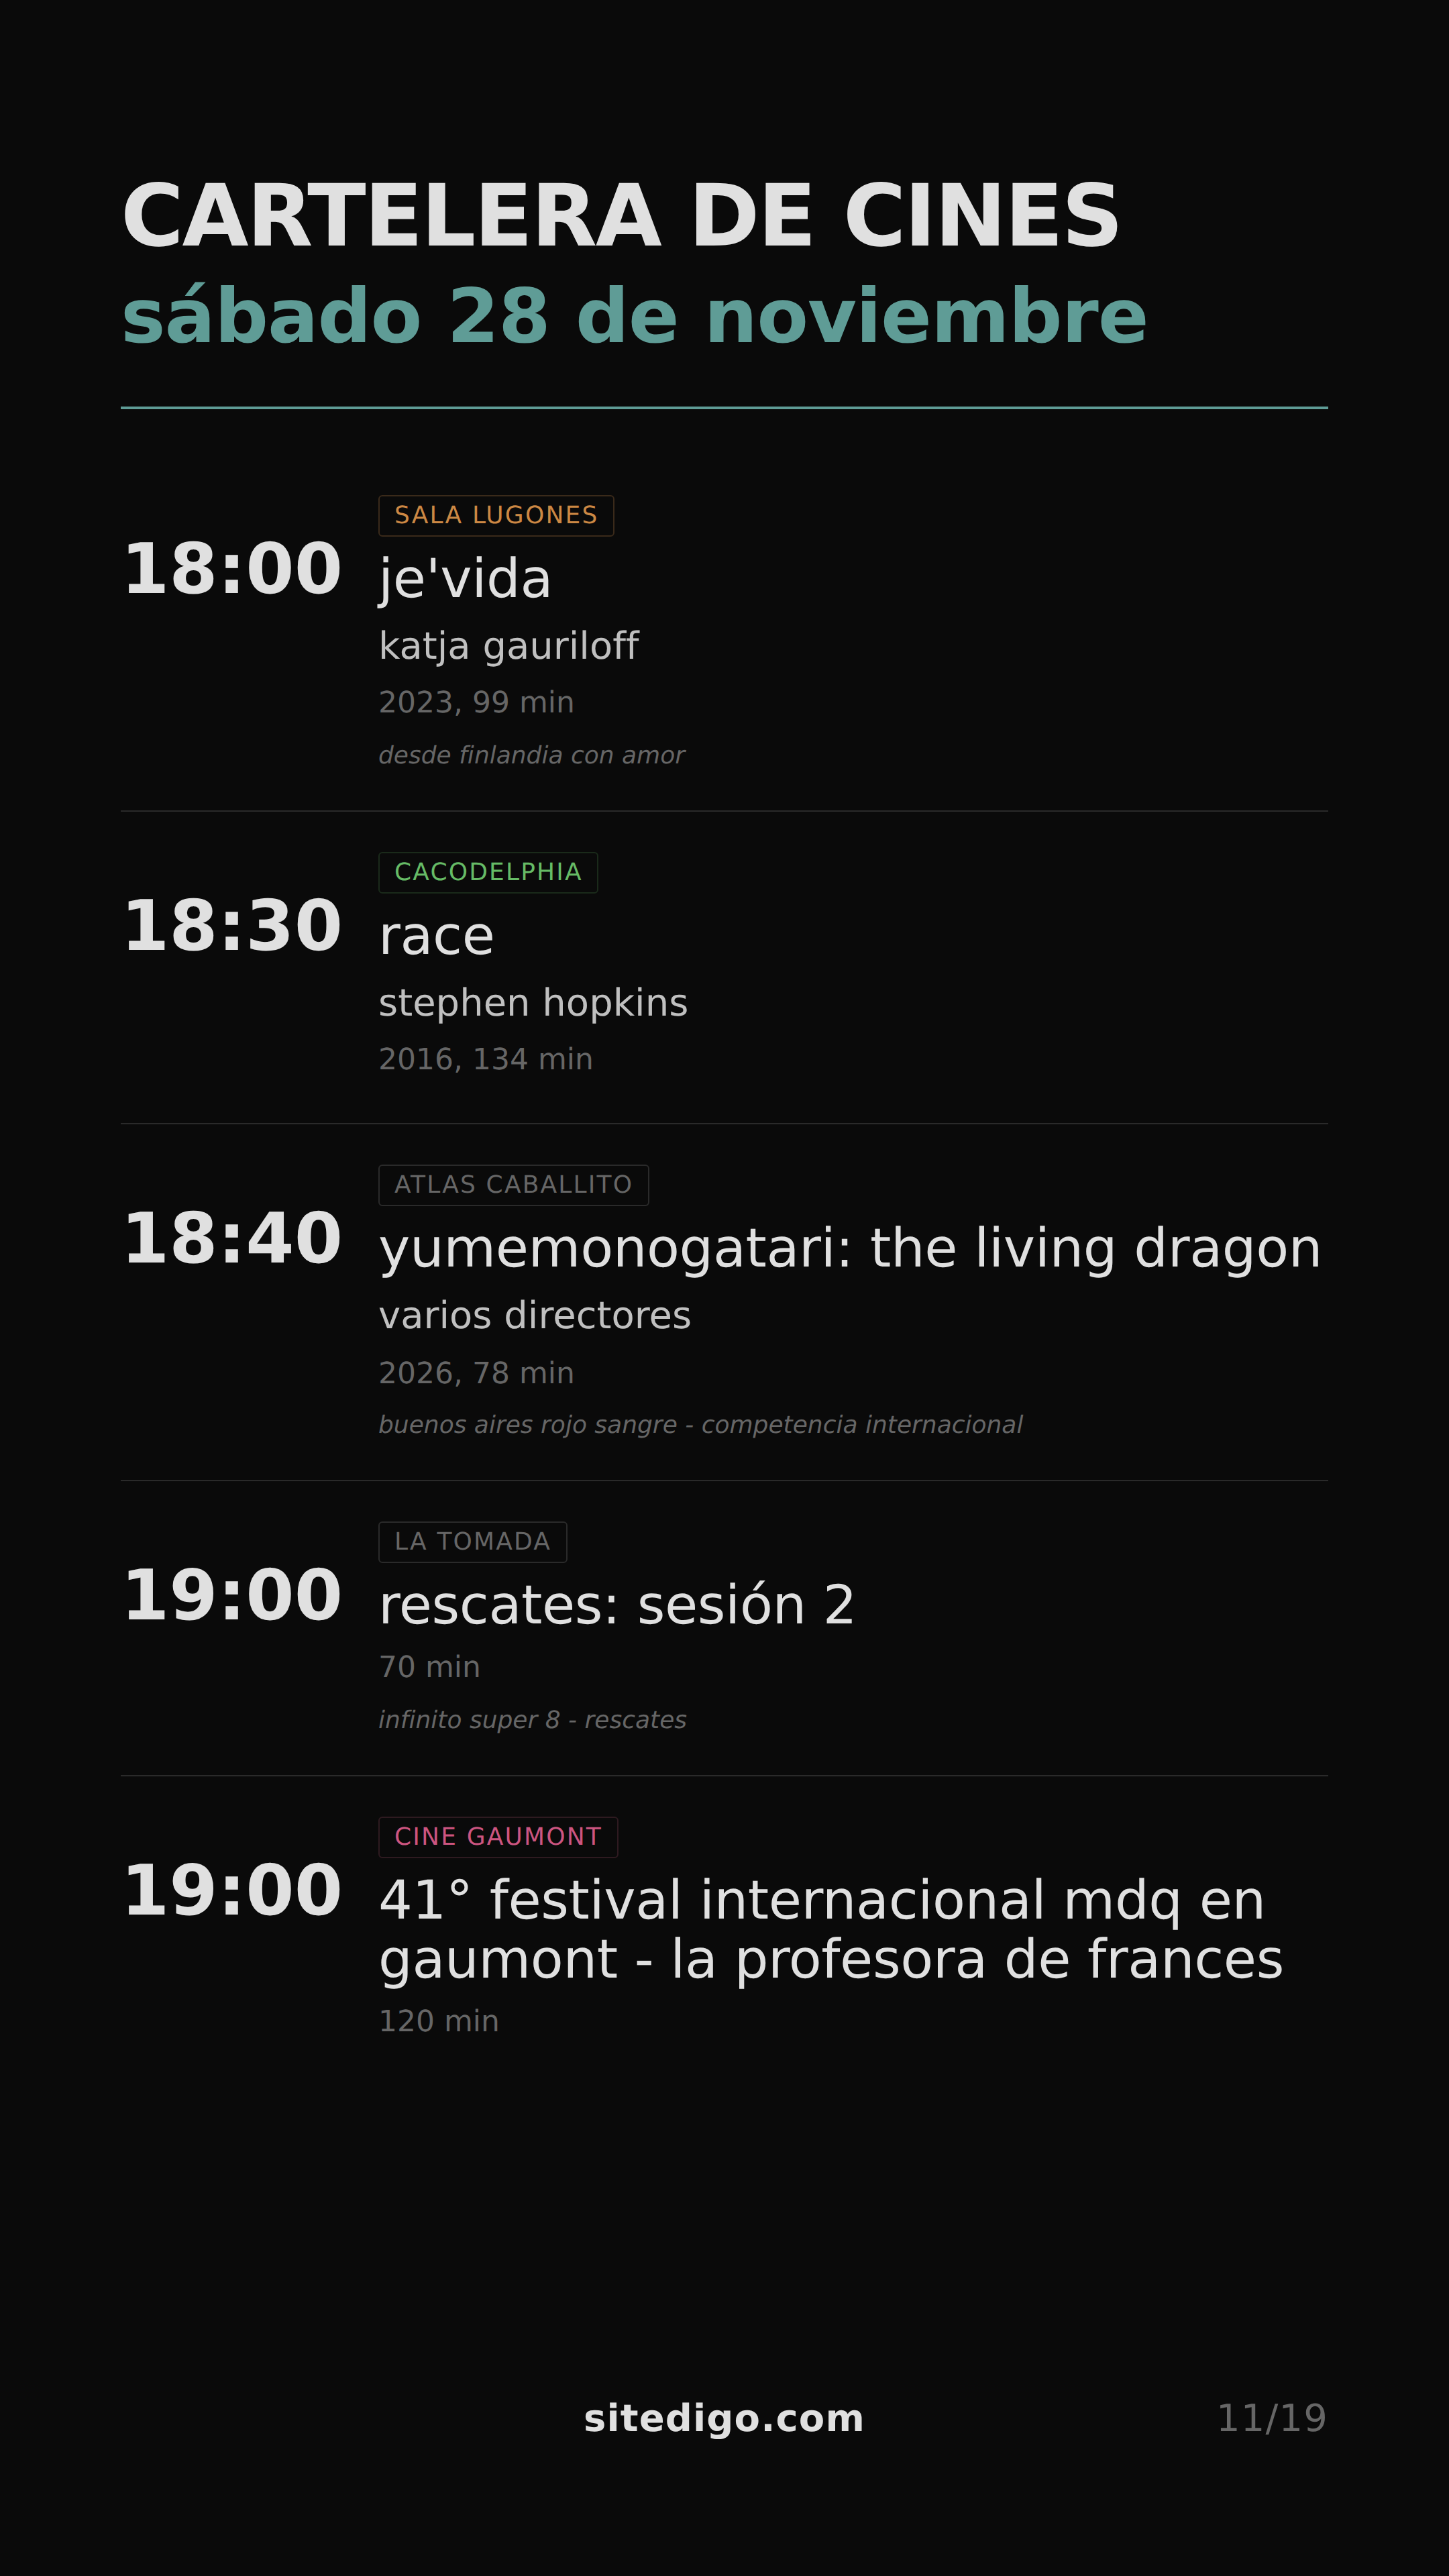 CARTELERA DE CINES
sábado 28 de noviembre
SALA LUGONES
18:00
je'vida
katja gauriloff
2023, 99 min
desde finlandia con amor
CACODELPHIA
18:30
race
stephen hopkins
2016, 134 min
ATLAS CABALLITO
18:40
yumemonogatari: the living dragon
varios directores
2026, 78 min
buenos aires rojo sangre - competencia internacional
LA TOMADA
19:00
rescates: sesión 2
70 min
infinito super 8 - rescates
CINE GAUMONT
19:00
41° festival internacional mdq en
gaumont - la profesora de frances
120 min
sitedigo.com
11/19